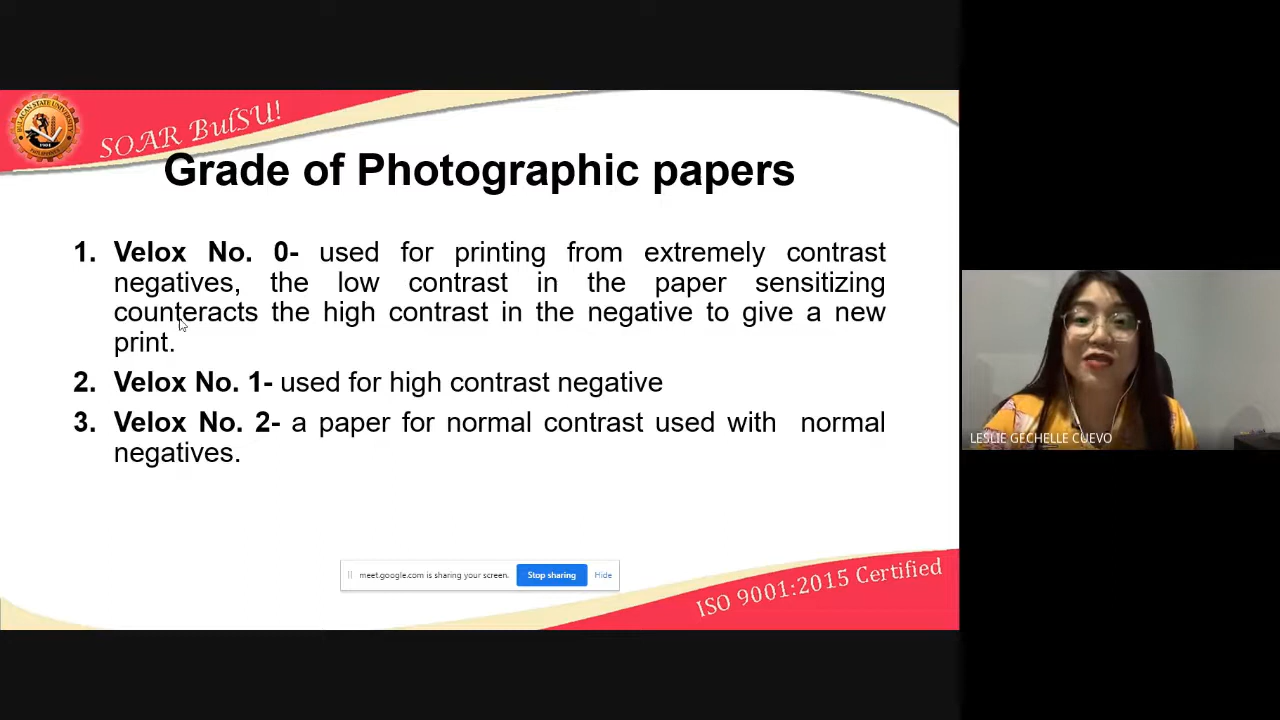 SOAR BulSU!
Grade of Photographic papers
1. Velox No. 0- used for printing from extremely contrast
negatives, the low contrast in the paper sensitizing
counteracts the high contrast in the negative to give a new
print.
2. Velox No. 1- used for high contrast negative
3. Velox No. 2- a paper for normal contrast used with normal
negatives.
meet.google.com is sharing your screen. Stop sharing Hide
ISO 9001:2015 Certified
LESLIE GECHELLE CUEVO